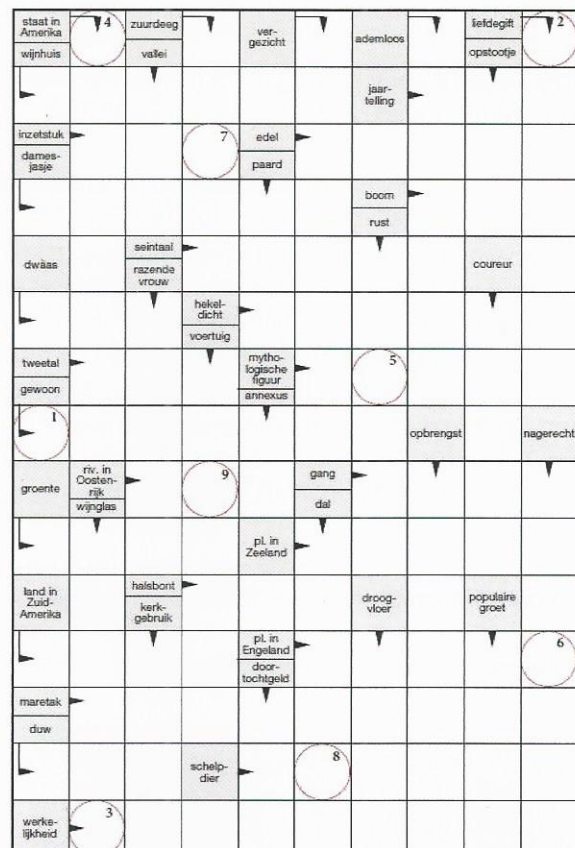 staat in
Amerika
wijnhuis
4
zuurdeeg
vallei
ver-
gezicht
ademloos
liefdegift
opstootje
2
jaar-
telling
inzetstuk
dames-
jasje
7
edel
paard
boom
rust
dwaas
seintaal
razende
vrouw
coureur
hekel-
dicht
voertuig
tweetal
gewoon
mytho-
logische
figuur
annexus
5
1
opbrengst
nagerecht
groente
riv. in
Oosten-
rijk
wijnglas
9
gang
dal
pl. in
Zeeland
land in
Zuid-
Amerika
halsbont
kerk-
gebruik
droog-
vloer
populaire
groet
pl. in
Engeland
door-
tochtgeld
6
maretak
duw
schelp-
dier
8
werke-
lijkheid
3